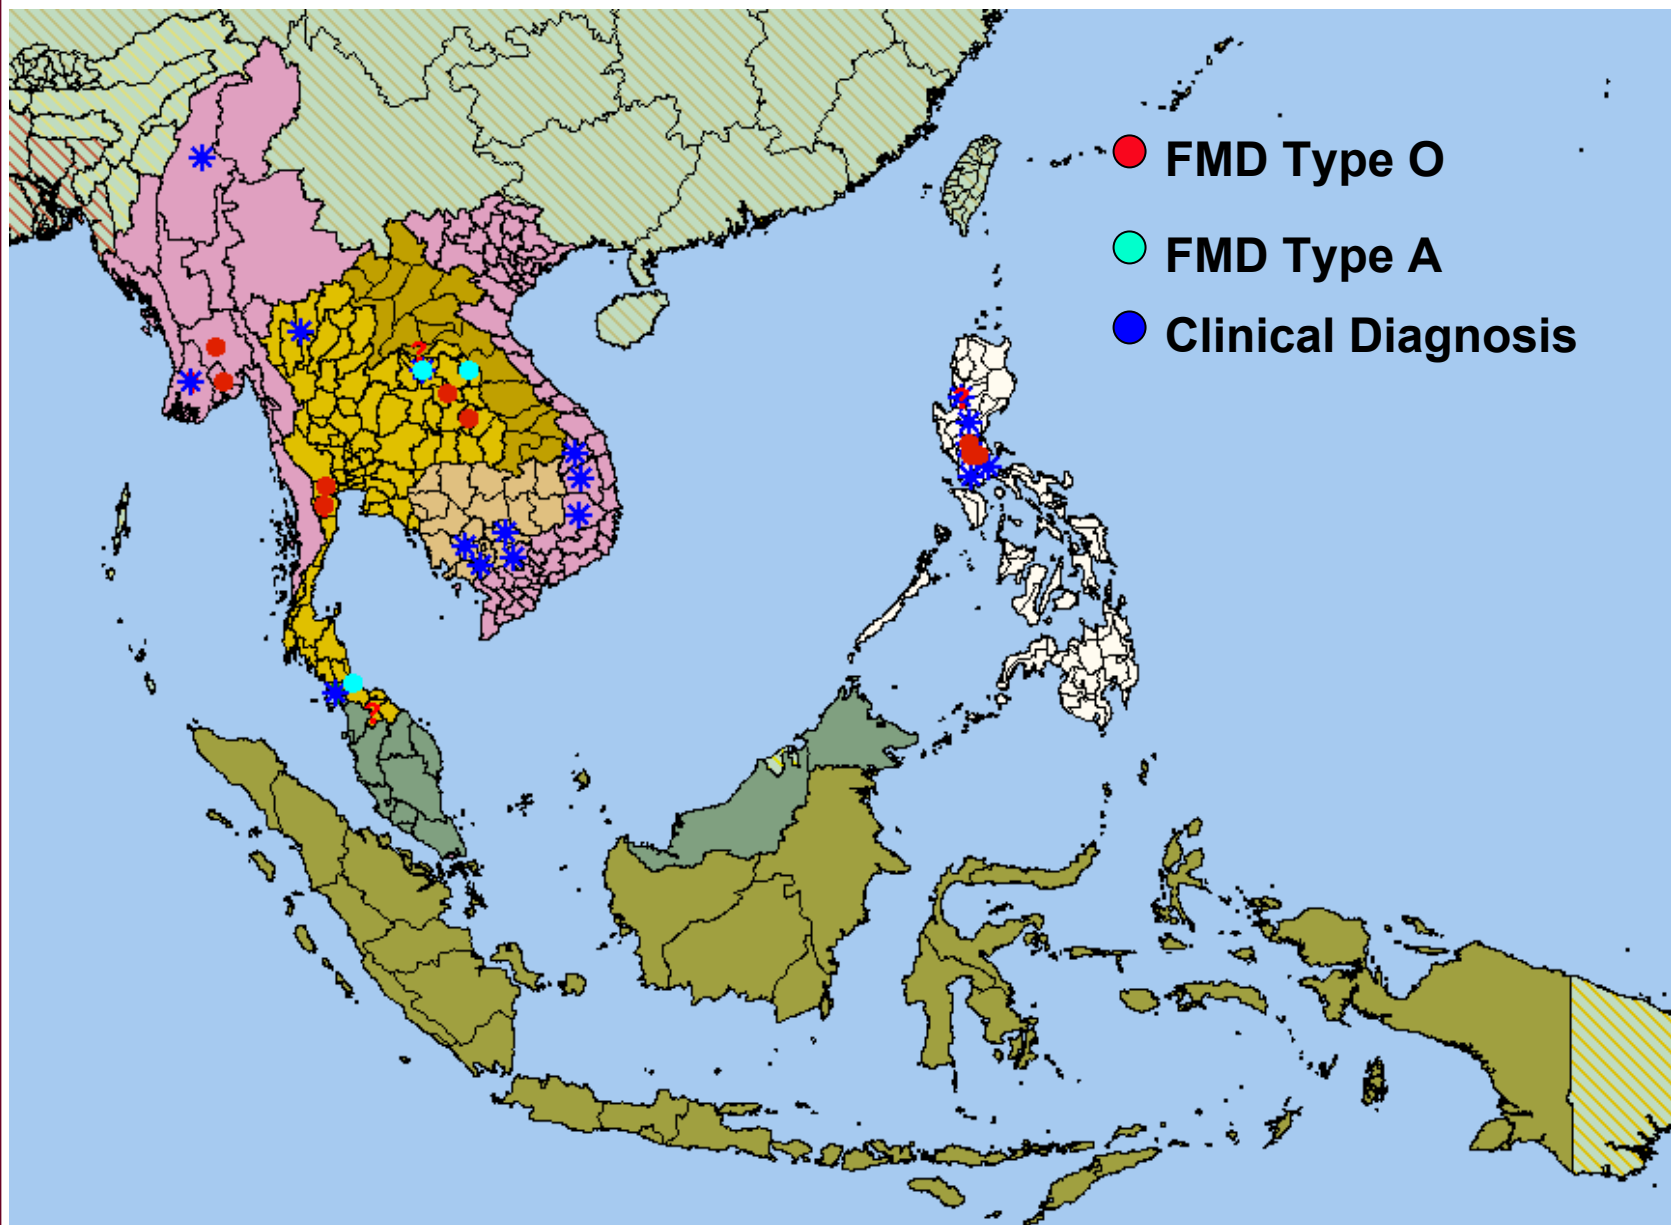 FMD Type O
FMD Type A
Clinical Diagnosis
?
?
?